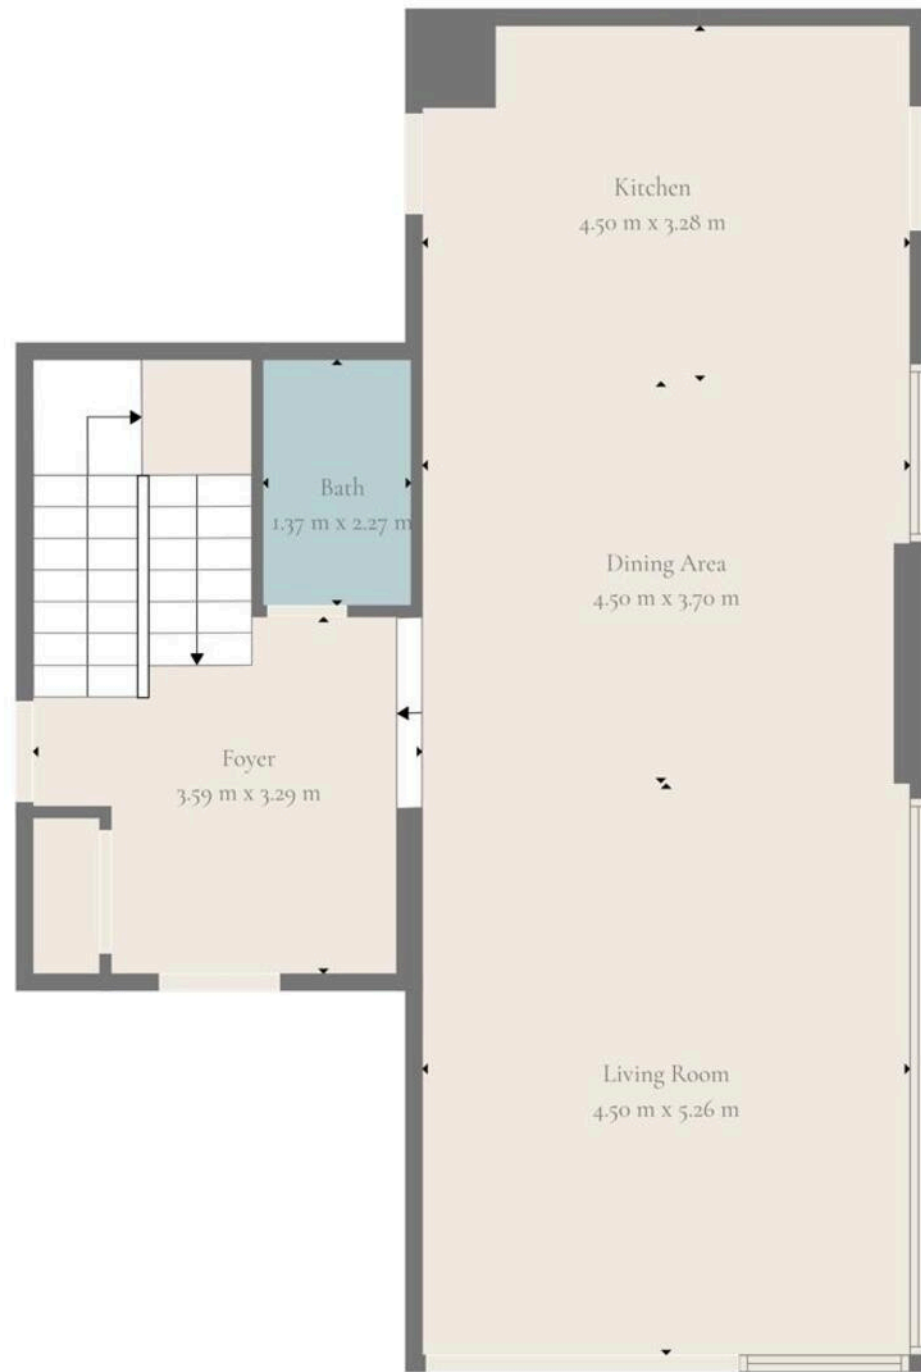 Kitchen
4.50 m x 3.28 m
Bath
1.37 m x 2.27 m
Dining Area
4.50 m x 3.70 m
Foyer
3.59 m x 3.29 m
Living Room
4.50 m x 5.26 m